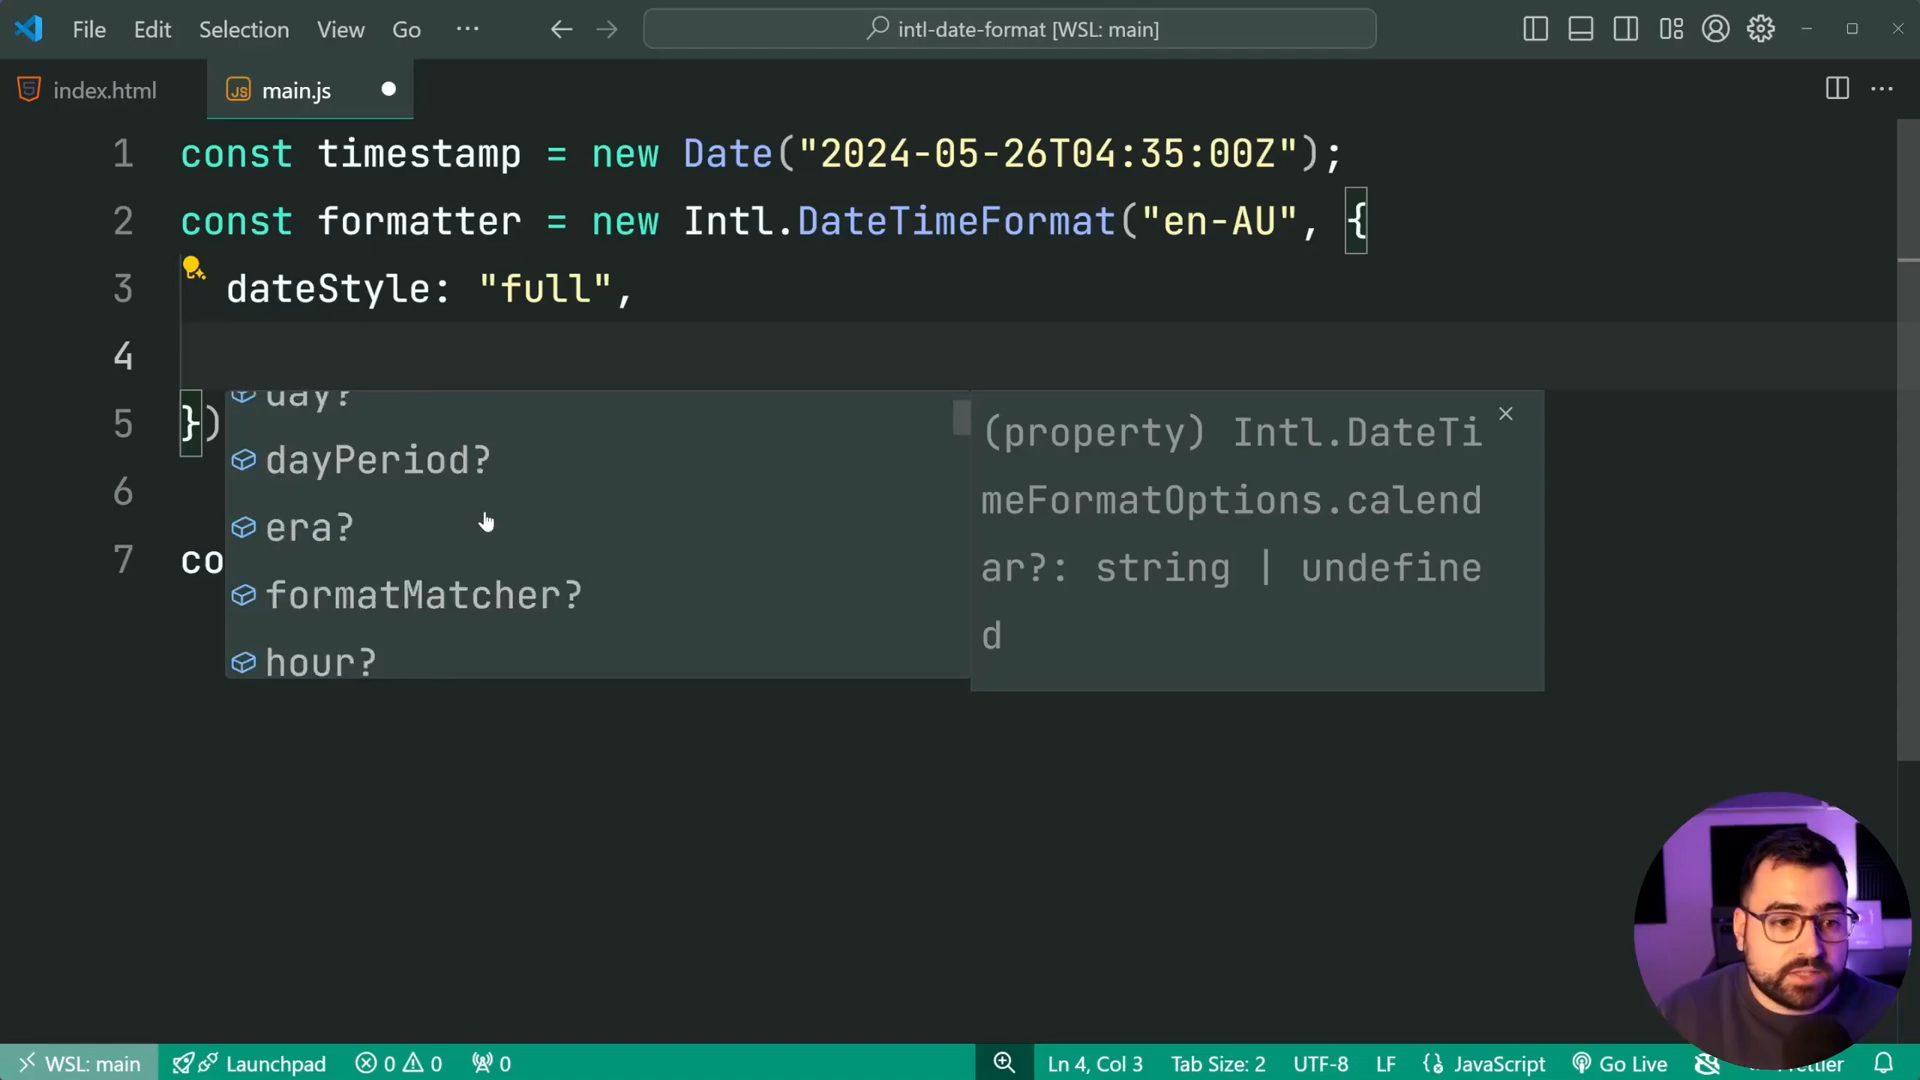 File Edit Selection View Go ··· intl-date-format [WSL: main]
index.html JS main.js
1 const timestamp = new Date("2024-05-26T04:35:00Z");
2 const formatter = new Intl.DateTimeFormat("en-AU", {
3 dateStyle: "full",
4
5 })
6
7 co
day?
dayPeriod?
era?
formatMatcher?
hour?
(property) Intl.DateTi
meFormatOptions.calend
ar?: string | undefine
d
WSL: main Launchpad 0 0 0 Ln 4, Col 3 Tab Size: 2 UTF-8 LF {} JavaScript Go Live